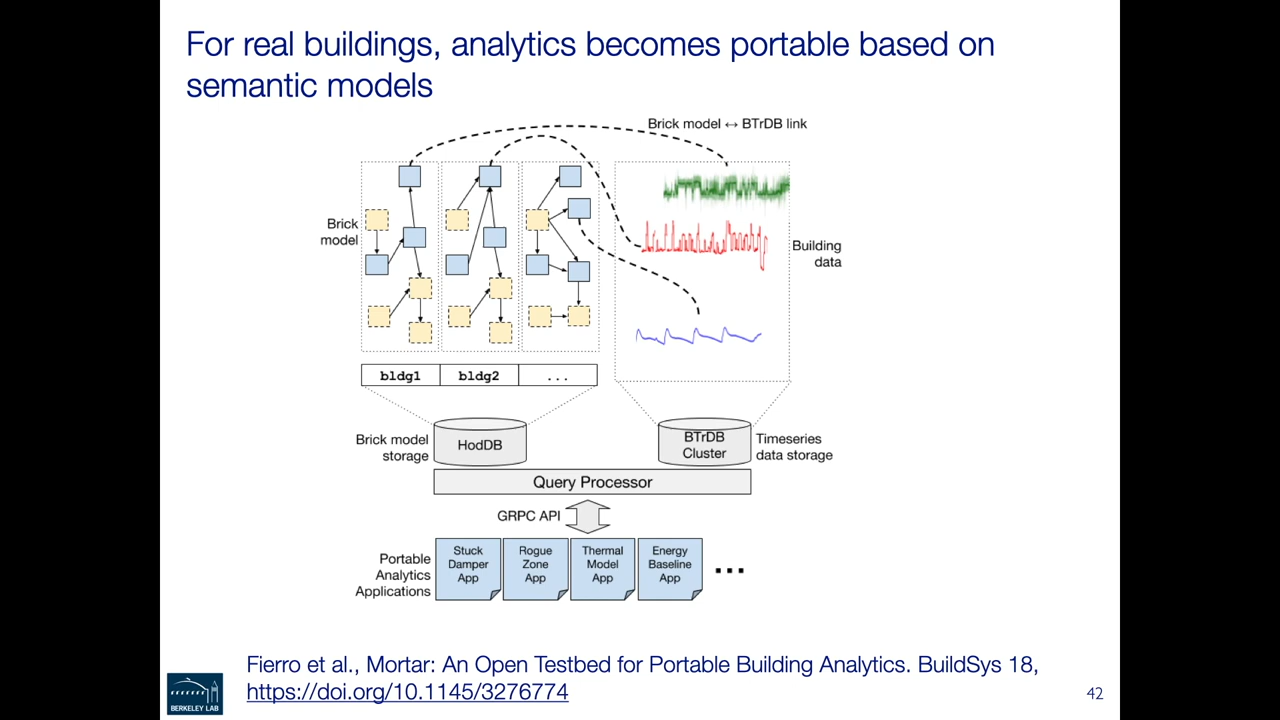 For real buildings, analytics becomes portable based on
semantic models
Brick model ↔ BTrDB link
Brick
model
Building
data
bldg1
bldg2
...
Brick model
storage
HodDB
BTrDB
Cluster
Timeseries
data storage
Query Processor
GRPC API
Portable
Analytics
Applications
Stuck
Damper
App
Rogue
Zone
App
Thermal
Model
App
Energy
Baseline
App
...
Fierro et al., Mortar: An Open Testbed for Portable Building Analytics. BuildSys 18,
https://doi.org/10.1145/3276774
BERKELEY LAB
42